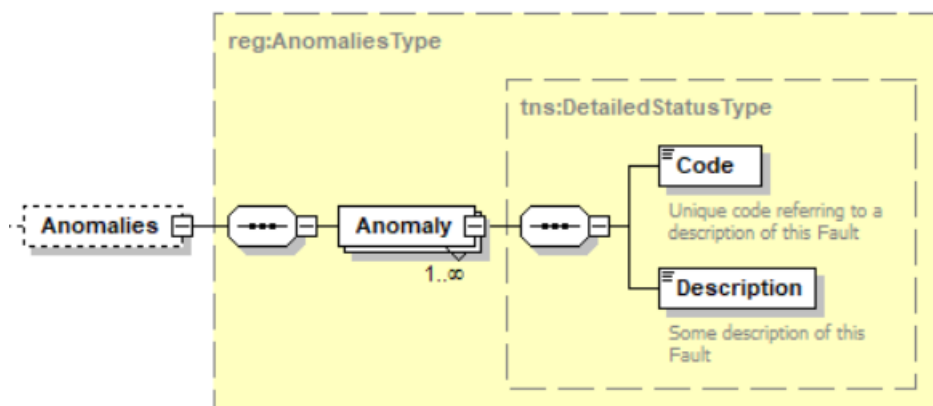 reg:AnomaliesType
tns:DetailedStatusType
Code
Unique code referring to a
description of this Fault
Anomalies
Anomaly
1..∞
Description
Some description of this
Fault